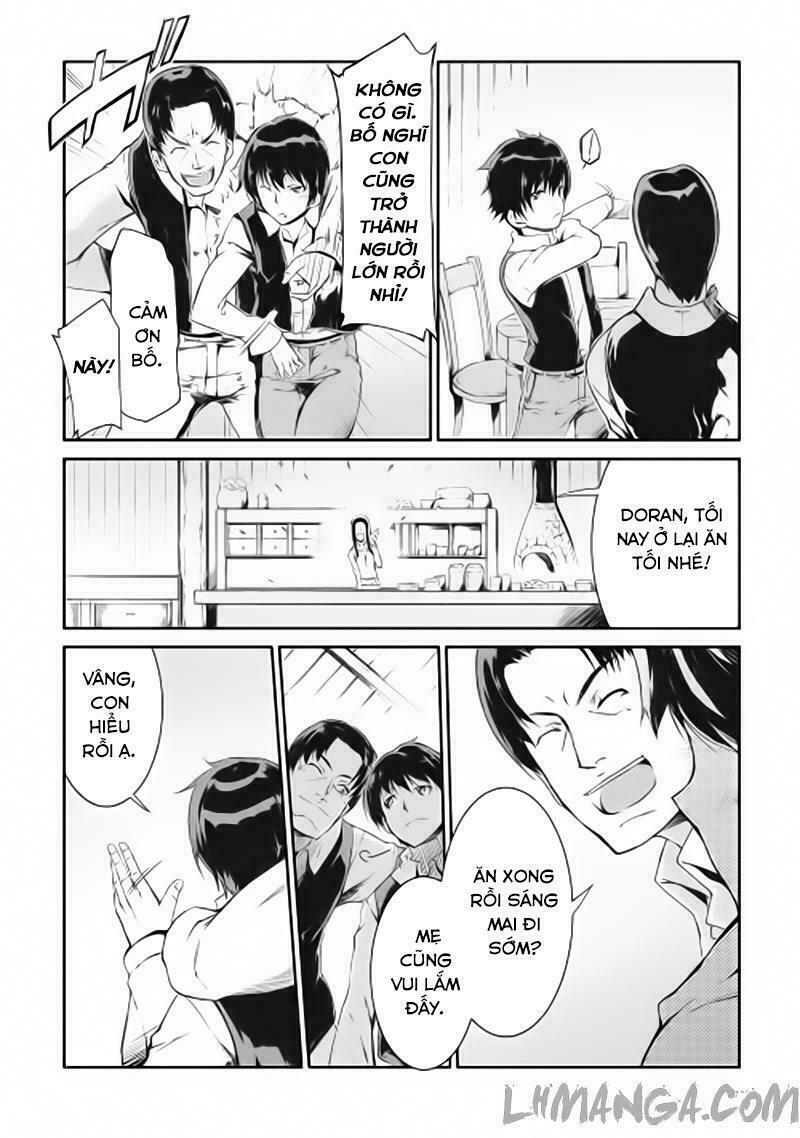 KHÔNG
CÓ GÌ.
BỐ NGHĨ
CON
CŨNG
TRỞ
THÀNH
NGƯỜI
LỚN RỒI
NHỈ!
CẢM
ƠN
BỐ.
NÀY!
DORAN, TỐI
NAY Ở LẠI ĂN
TỐI NHÉ!
ĂN XONG
RỒI SÁNG
MAI ĐI
SỚM?
MẸ
CŨNG
VUI LẮM
ĐẤY.
VÂNG,
CON
HIỂU
RỒI Ạ.
LHMANGA.COM